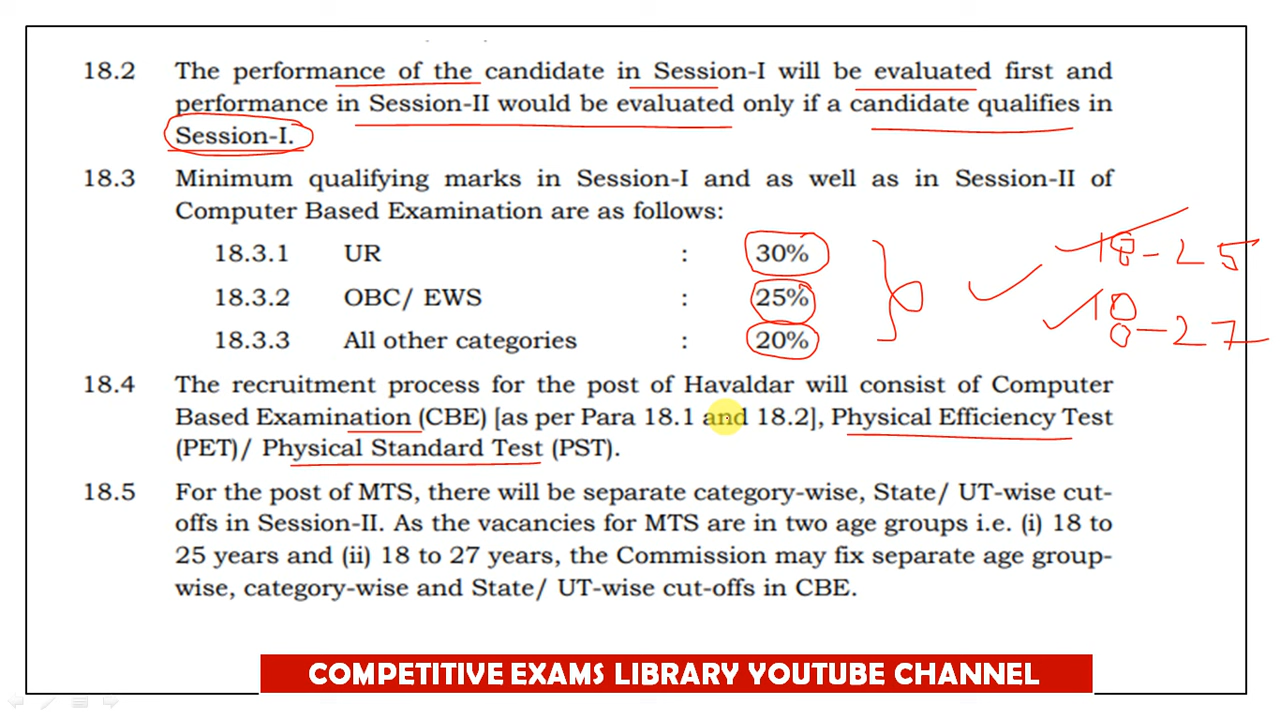 18.2 The performance of the candidate in Session-I will be evaluated first and
performance in Session-II would be evaluated only if a candidate qualifies in
Session-I.
18.3 Minimum qualifying marks in Session-I and as well as in Session-II of
Computer Based Examination are as follows:
18.3.1 UR : 30%
18-25
18.3.2 OBC/ EWS : 25%
18-27
18.3.3 All other categories : 20%
18.4 The recruitment process for the post of Havaldar will consist of Computer
Based Examination (CBE) [as per Para 18.1 and 18.2], Physical Efficiency Test
(PET)/ Physical Standard Test (PST).
18.5 For the post of MTS, there will be separate category-wise, State/ UT-wise cut-
offs in Session-II. As the vacancies for MTS are in two age groups i.e. (i) 18 to
25 years and (ii) 18 to 27 years, the Commission may fix separate age group-
wise, category-wise and State/ UT-wise cut-offs in CBE.
COMPETITIVE EXAMS LIBRARY YOUTUBE CHANNEL